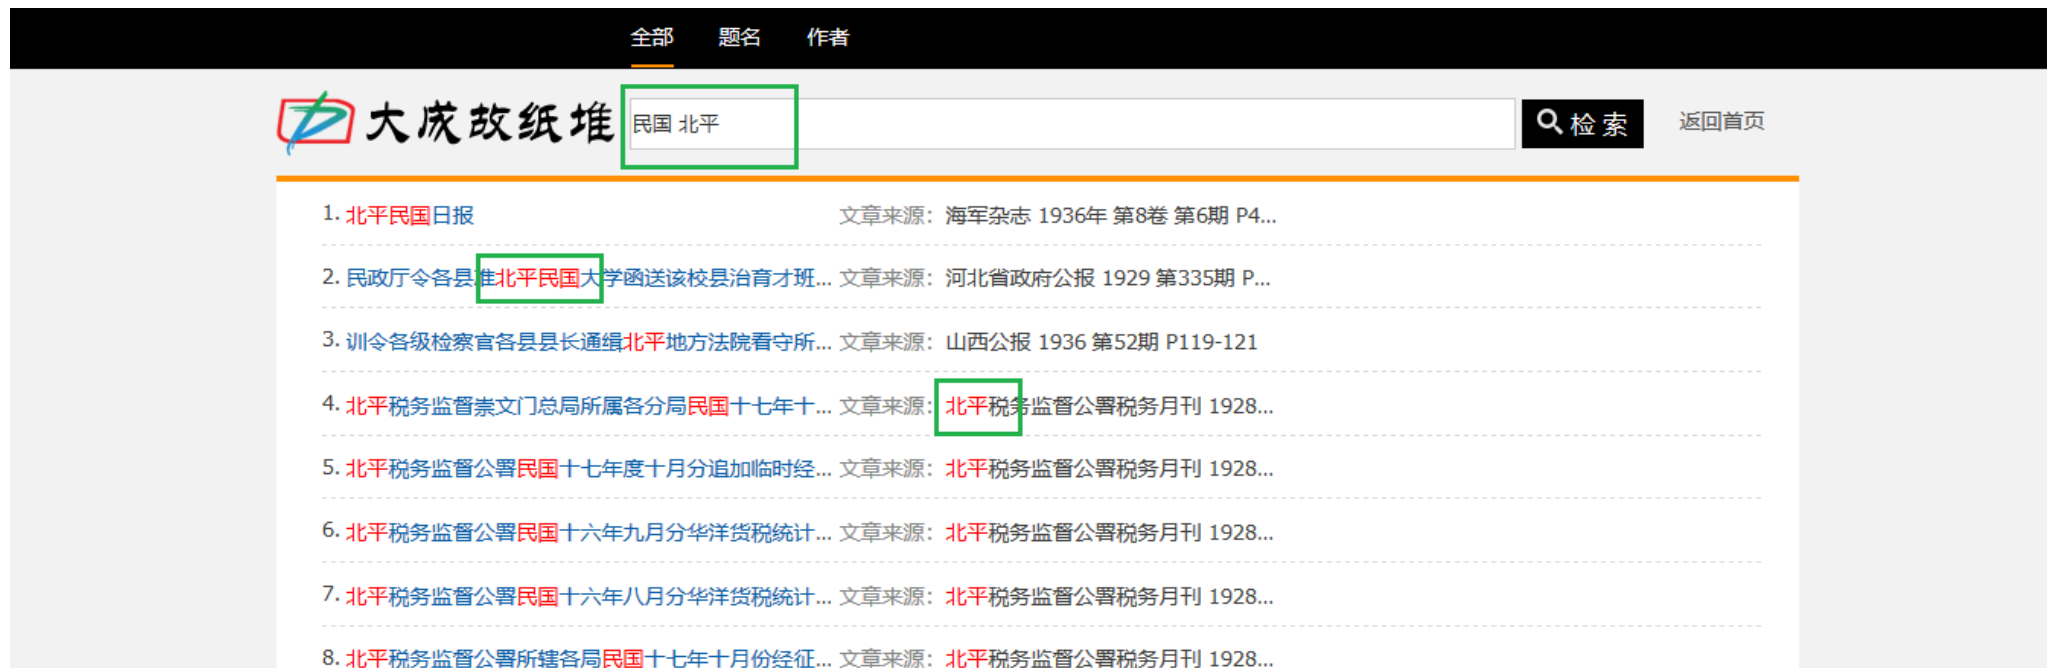 全部 题名 作者
大成故纸堆 民国 北平 检索 返回首页
1. 北平民国日报 文章来源：海军杂志 1936年 第8卷 第6期 P4...
2. 民政厅令各县准北平民国大学函送该校县治育才班... 文章来源：河北省政府公报 1929 第335期 P...
3. 训令各级检察官各县县长通缉北平地方法院看守所... 文章来源：山西公报 1936 第52期 P119-121
4. 北平税务监督崇文门总局所属各分局民国十七年十... 文章来源：北平税务监督公署税务月刊 1928...
5. 北平税务监督公署民国十七年度十月分追加临时经... 文章来源：北平税务监督公署税务月刊 1928...
6. 北平税务监督公署民国十六年九月分华洋货税统计... 文章来源：北平税务监督公署税务月刊 1928...
7. 北平税务监督公署民国十六年八月分华洋货税统计... 文章来源：北平税务监督公署税务月刊 1928...
8. 北平税务监督公署所辖各局民国十七年十月份经征... 文章来源：北平税务监督公署税务月刊 1928...